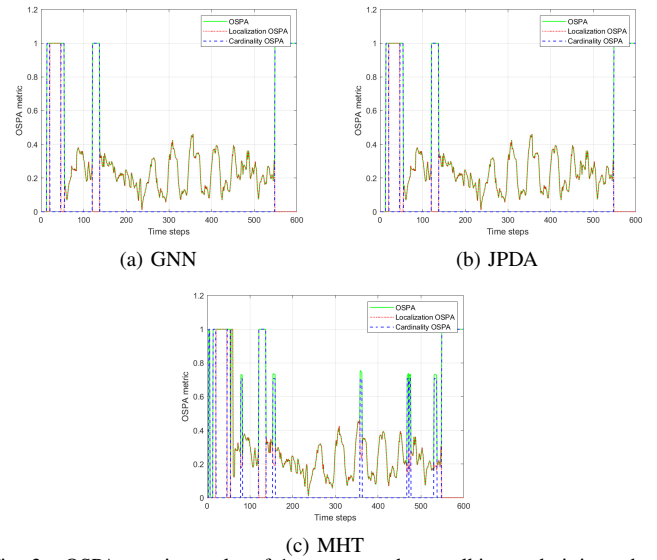 1.2
1
0.8
0.6
0.4
0.2
0
OSPA metric
0 100 200 300 400 500 600
Time steps
OSPA
Localization OSPA
Cardinality OSPA
(a) GNN
1.2
1
0.8
0.6
0.4
0.2
0
OSPA metric
0 100 200 300 400 500 600
Time steps
OSPA
Localization OSPA
Cardinality OSPA
(b) JPDA
1.2
1
0.8
0.6
0.4
0.2
0
OSPA metric
0 100 200 300 400 500 600
Time steps
OSPA
Localization OSPA
Cardinality OSPA
(c) MHT